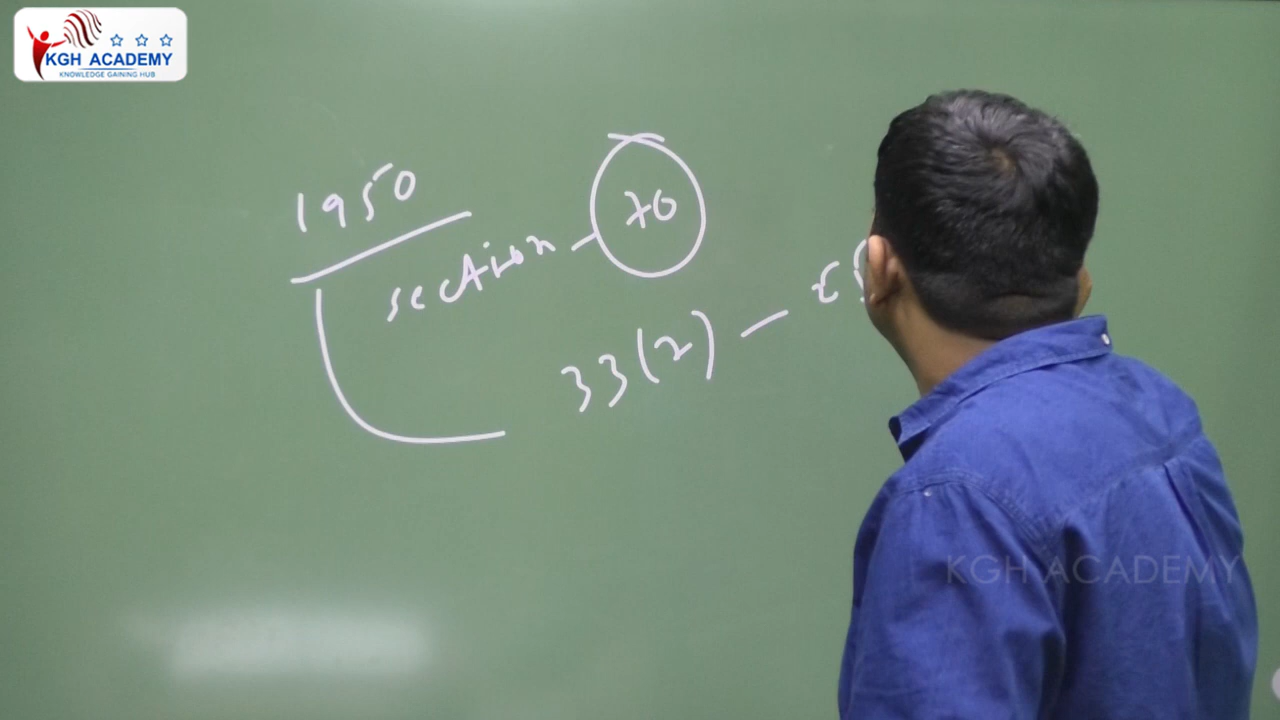 KGH ACADEMY
KNOWLEDGE GAINING HUB
1950
section - 70
33(2) -
KGH ACADEMY